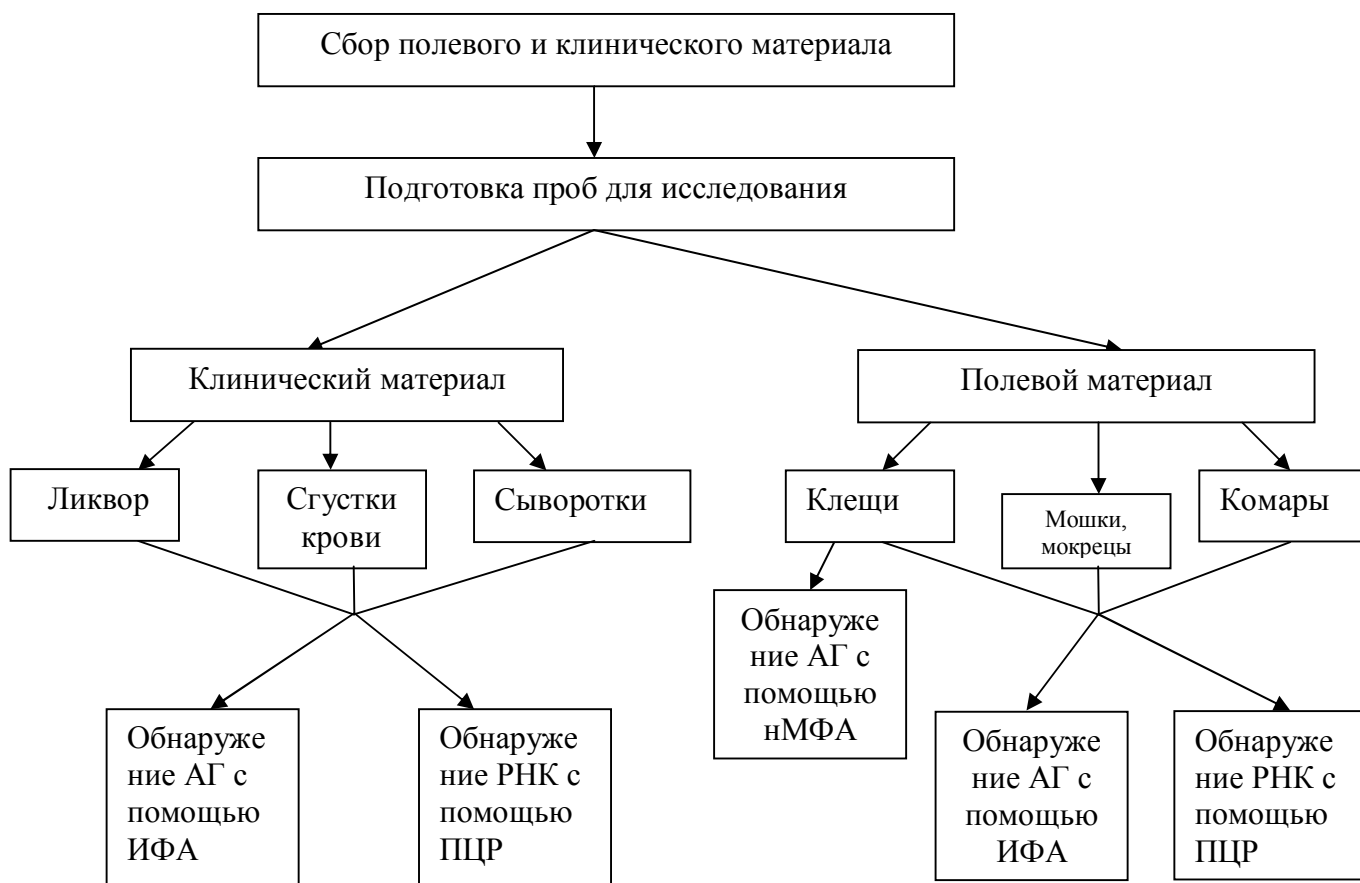 Сбор полевого и клинического материала
Подготовка проб для исследования
Клинический материал
Полевой материал
Ликвор
Сгустки
крови
Сыворотки
Клещи
Мошки,
мокрецы
Комары
Обнаруже
ние АГ с
помощью
нМФА
Обнаруже
ние АГ с
помощью
ИФА
Обнаруже
ние РНК с
помощью
ПЦР
Обнаруже
ние АГ с
помощью
ИФА
Обнаруже
ние РНК с
помощью
ПЦР